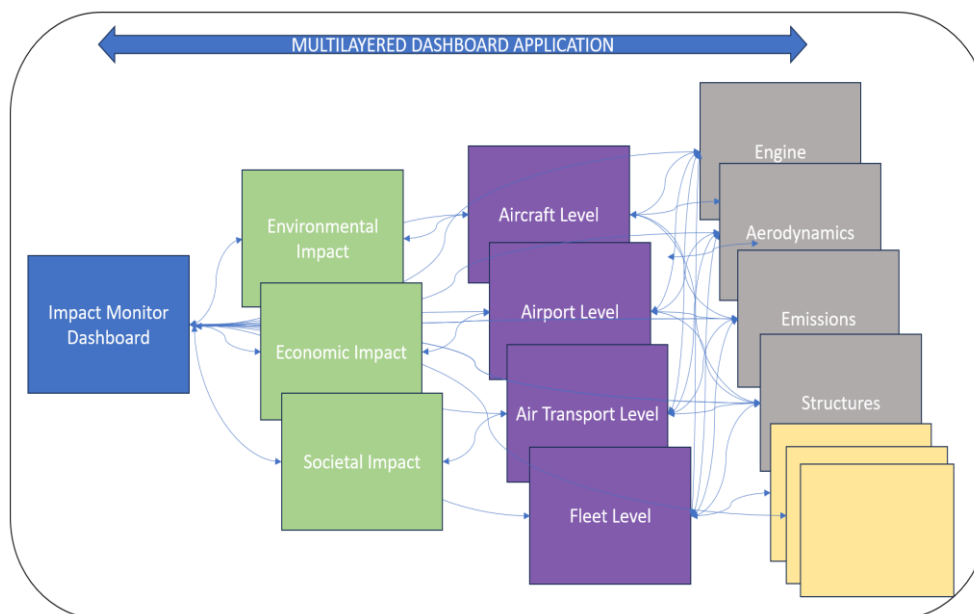 MULTILAYERED DASHBOARD APPLICATION
Impact Monitor
Dashboard
Environmental
Impact
Economic Impact
Societal Impact
Aircraft Level
Airport Level
Air Transport Level
Fleet Level
Engine
Aerodynamics
Emissions
Structures